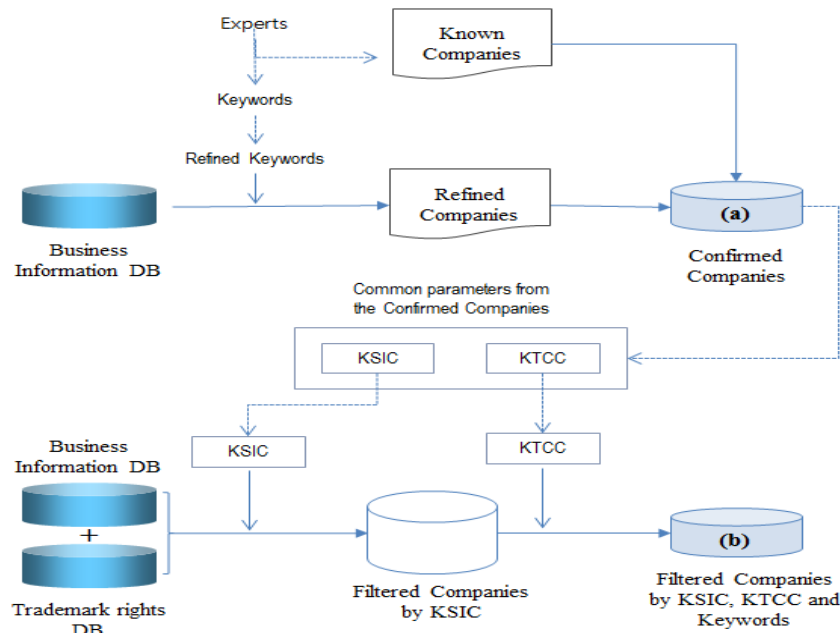 Experts
Known
Companies
Keywords
Refined Keywords
Refined
Companies
(a)
Business
Information DB
Confirmed
Companies
Common parameters from
the Confirmed Companies
KSIC
KTCC
KSIC
KTCC
Business
Information DB
+
(b)
Trademark rights
DB
Filtered Companies
by KSIC
Filtered Companies
by KSIC, KTCC and
Keywords